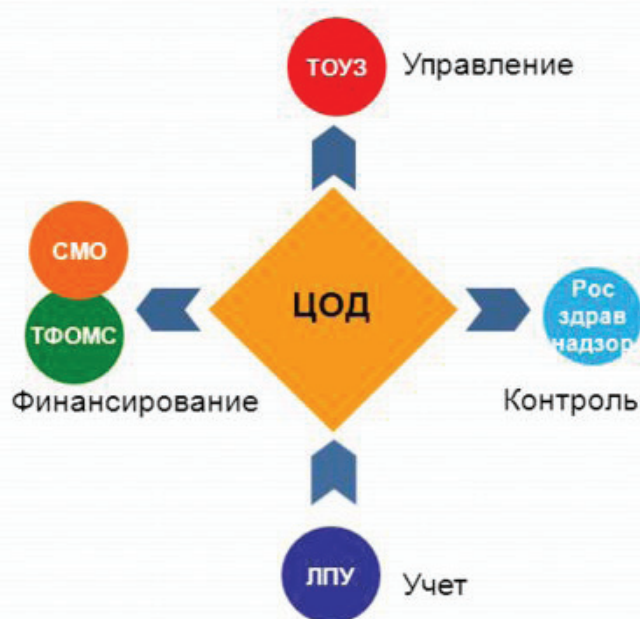 ТОУЗ
Управление
СМО
ТФОМС
Финансирование
ЦОД
Рос
здрав
надзор
Контроль
ЛПУ
Учет